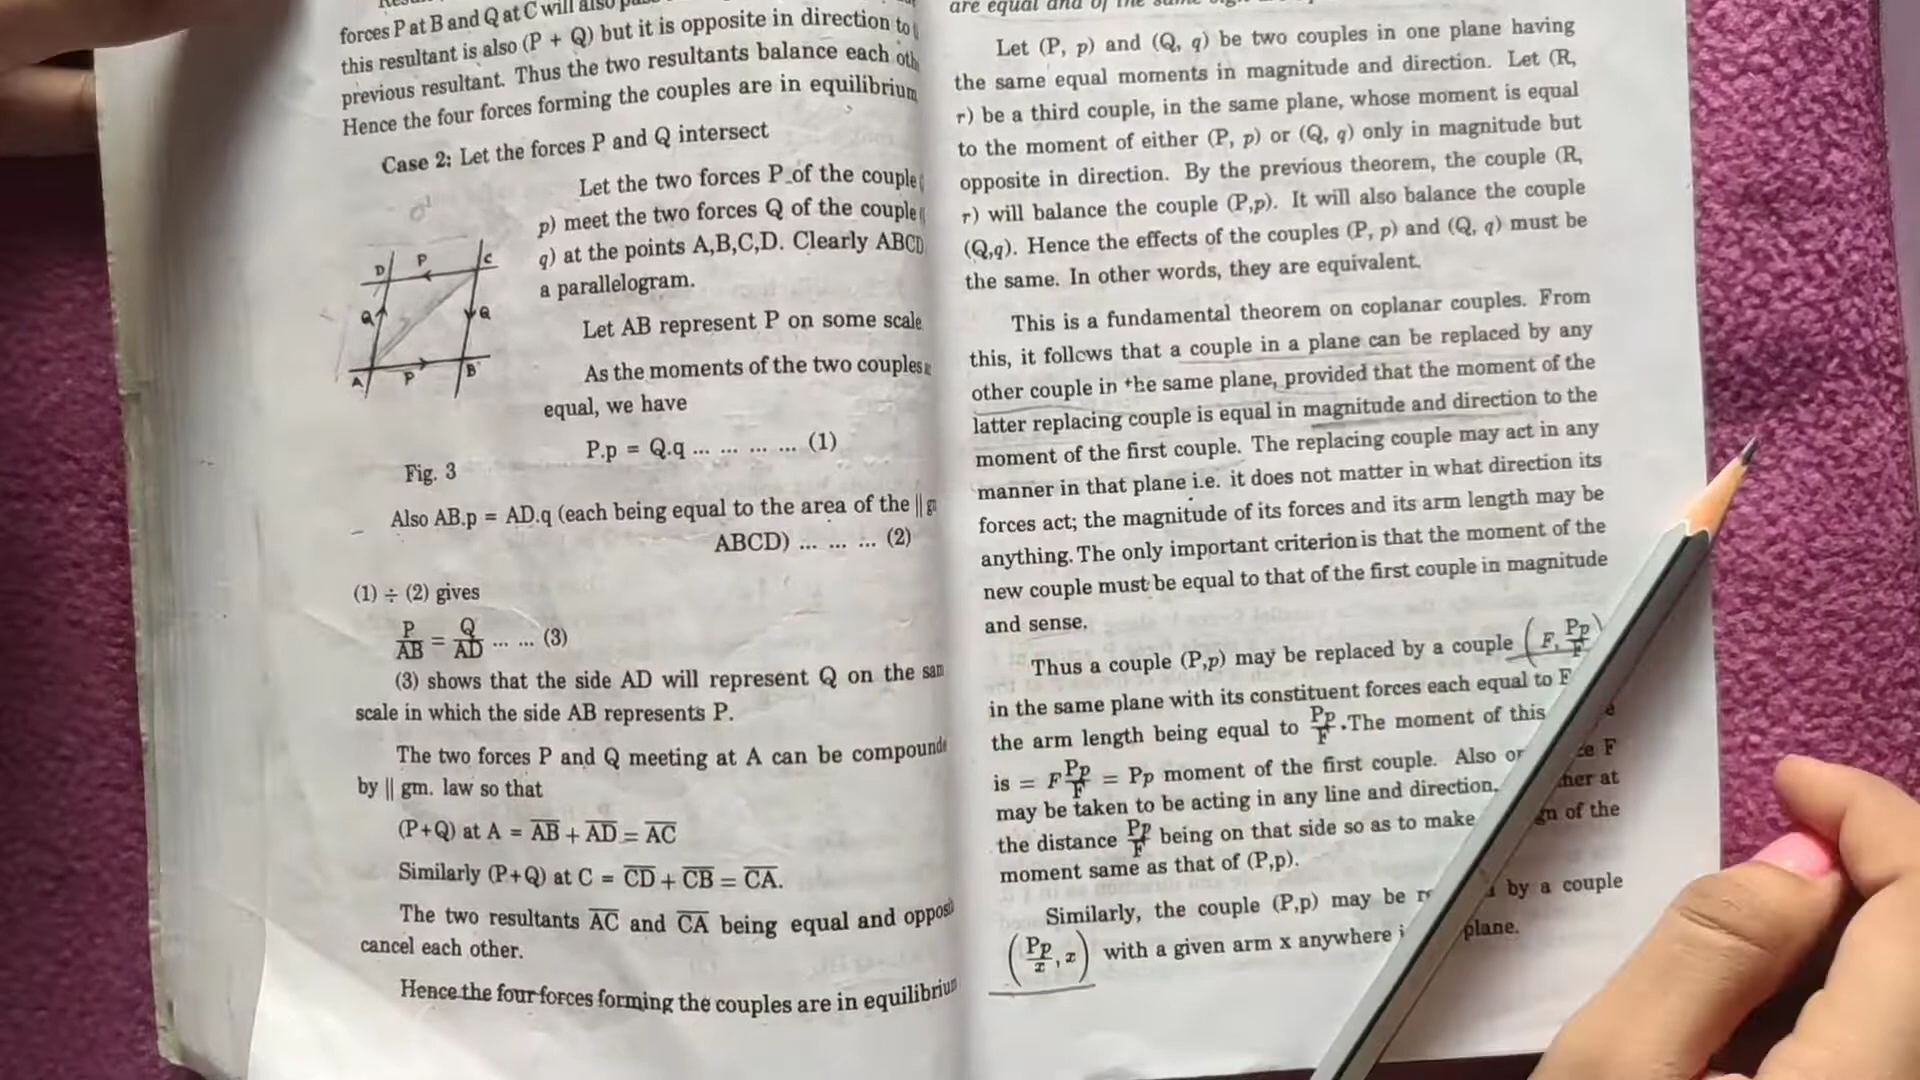 forces P at B and Q at C will also
this resultant is also (P + Q) but it is opposite in direction to
previous resultant. Thus the two resultants balance each
Hence the four forces forming the couples are in equilibrium
Case 2: Let the forces P and Q intersect
Let the two forces P of the couple
p) meet the two forces Q of the couple
q) at the points A,B,C,D. Clearly ABCD
a parallelogram.
D P C
Q Q
A P B
Let AB represent P on some scale
As the moments of the two couples
equal, we have
P.p = Q.q ... ... ... ... (1)
Fig. 3
Also AB.p = AD.q (each being equal to the area of the ||
ABCD) ... ... ... (2)
(1) ÷ (2) gives
P/AB = Q/AD ... ... (3)
(3) shows that the side AD will represent Q on the
scale in which the side AB represents P.
The two forces P and Q meeting at A can be
by || gm. law so that
(P+Q) at A = A̅B̅ + A̅D̅ = A̅C̅
Similarly (P+Q) at C = C̅D̅ + C̅B̅ = C̅A̅.
The two resultants A̅C̅ and C̅A̅ being equal and
cancel each other.
Hence the four forces forming the couples are in
are equal and of the same sign
Let (P, p) and (Q, q) be two couples in one plane having
the same equal moments in magnitude and direction. Let (R,
r) be a third couple, in the same plane, whose moment is equal
to the moment of either (P, p) or (Q, q) only in magnitude but
opposite in direction. By the previous theorem, the couple (R,
r) will balance the couple (P,p). It will also balance the couple
(Q,q). Hence the effects of the couples (P, p) and (Q, q) must be
the same. In other words, they are equivalent.
This is a fundamental theorem on coplanar couples. From
this, it follows that a couple in a plane can be replaced by any
other couple in the same plane, provided that the moment of the
latter replacing couple is equal in magnitude and direction to the
moment of the first couple. The replacing couple may act in any
manner in that plane i.e. it does not matter in what direction its
forces act; the magnitude of its forces and its arm length may be
anything. The only important criterion is that the moment of the
new couple must be equal to that of the first couple in magnitude
and sense.
Thus a couple (P,p) may be replaced by a couple (F, Pp/F)
in the same plane with its constituent forces each equal to F
the arm length being equal to Pp/F. The moment of this
is = F Pp/F = Pp moment of the first couple. Also F
may be taken to be acting in any line and direction, at
the distance Pp/F being on that side so as to make of the
moment same as that of (P,p).
Similarly, the couple (P,p) may be by a couple
(Pp/x, x) with a given arm x anywhere plane.